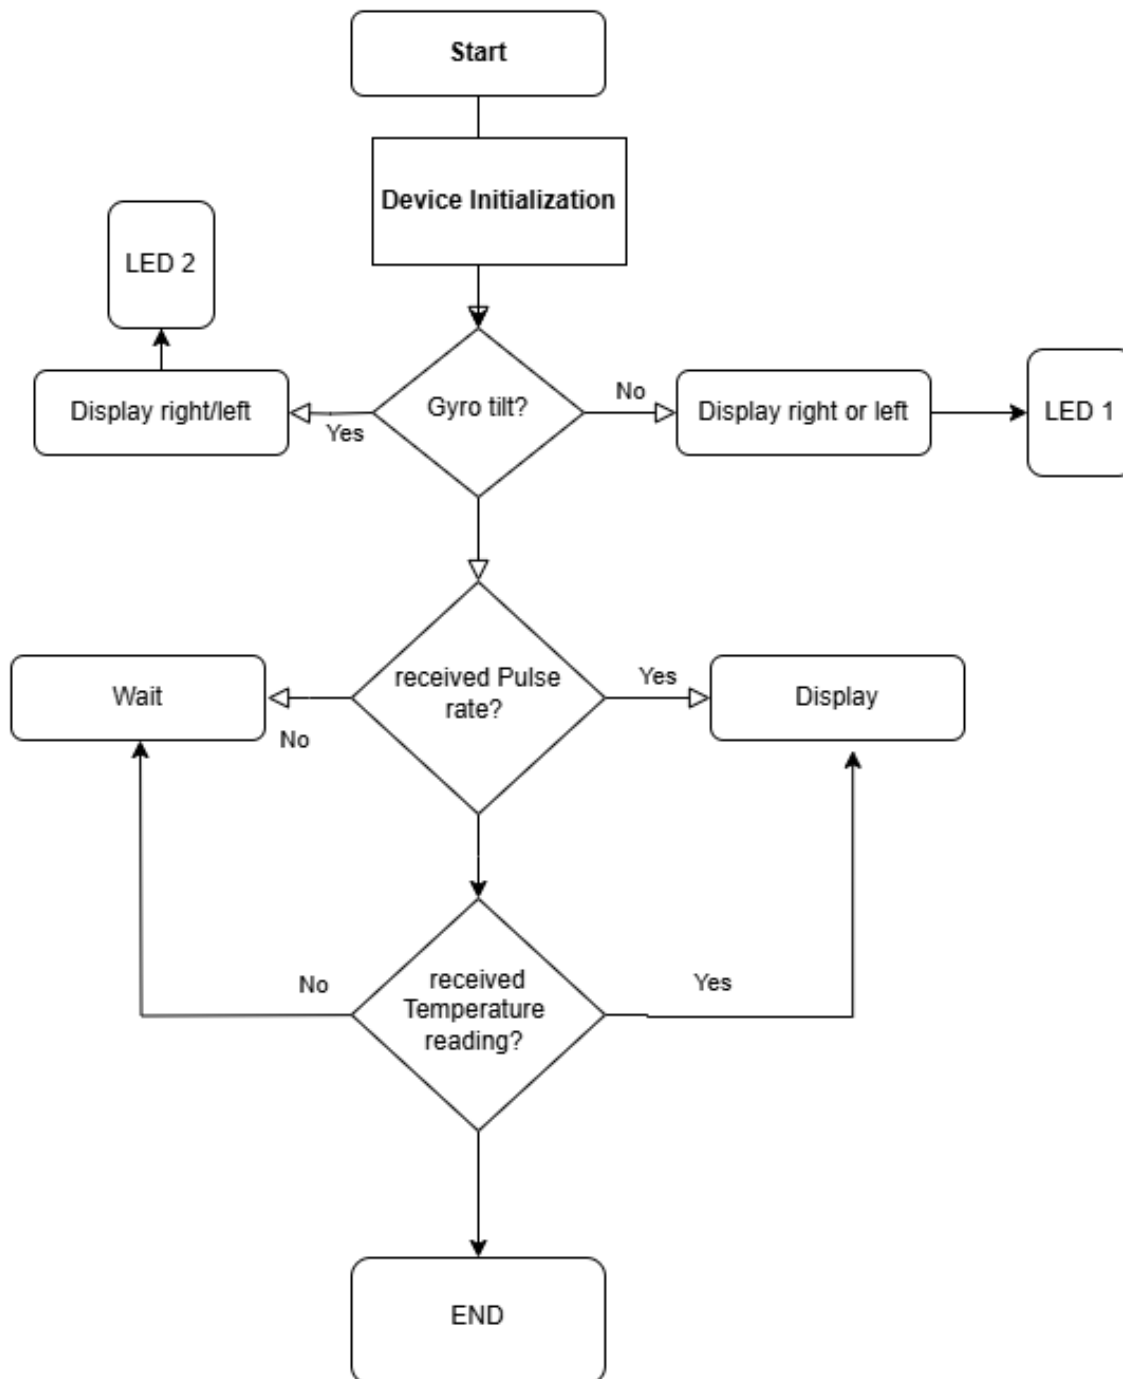 Start
Device Initialization
LED 2
Display right/left
Yes
Gyro tilt?
No
Display right or left
LED 1
Wait
No
received Pulse
rate?
Yes
Display
No
received
Temperature
reading?
Yes
END